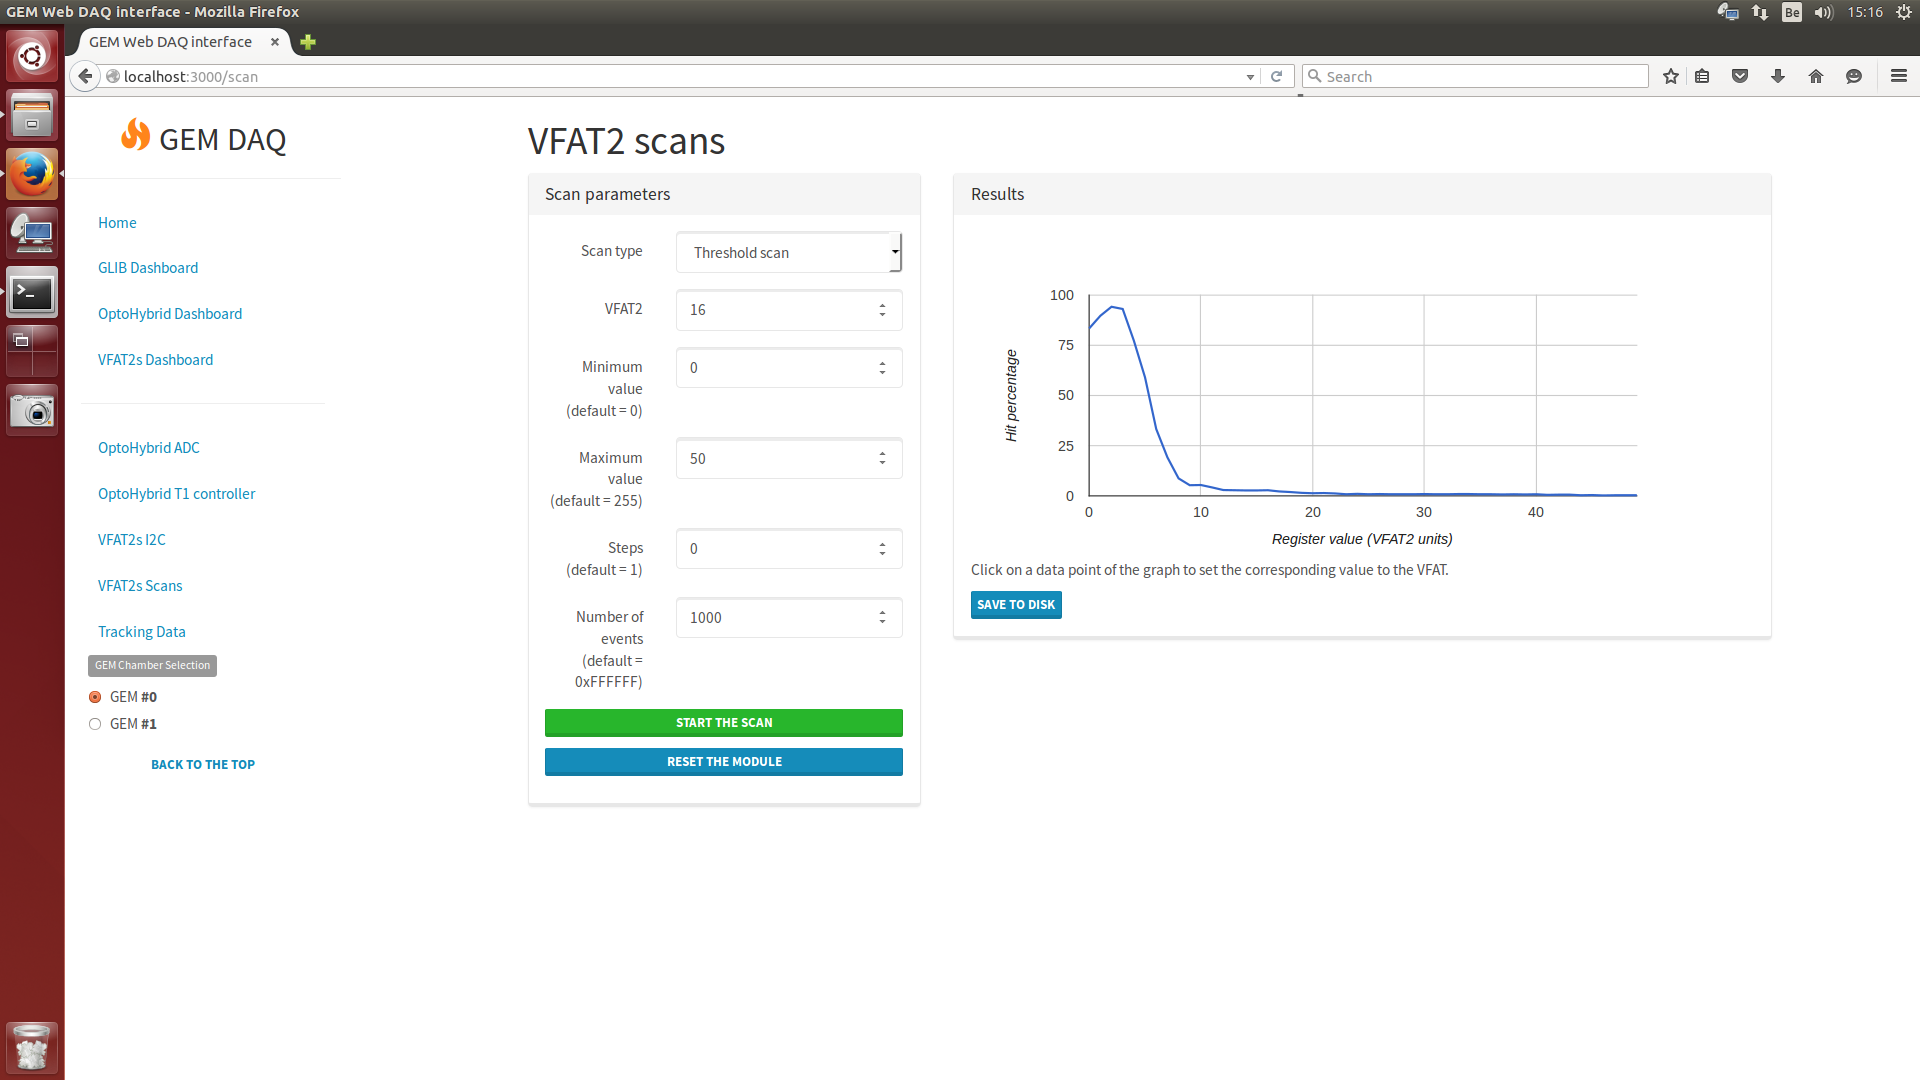 GEM Web DAQ interface - Mozilla Firefox
Be
15:16
GEM Web DAQ interface
localhost:3000/scan
Search
GEM DAQ
Home
GLIB Dashboard
OptoHybrid Dashboard
VFAT2s Dashboard
OptoHybrid ADC
OptoHybrid T1 controller
VFAT2s I2C
VFAT2s Scans
Tracking Data
GEM Chamber Selection
GEM #0
GEM #1
BACK TO THE TOP
VFAT2 scans
Scan parameters
Scan type
Threshold scan
VFAT2
16
Minimum
value
(default = 0)
0
Maximum
value
(default = 255)
50
Steps
(default = 1)
0
Number of
events
(default =
0xFFFFFF)
1000
START THE SCAN
RESET THE MODULE
Results
100
75
50
25
0
Hit percentage
0 10 20 30 40
Register value (VFAT2 units)
Click on a data point of the graph to set the corresponding value to the VFAT.
SAVE TO DISK